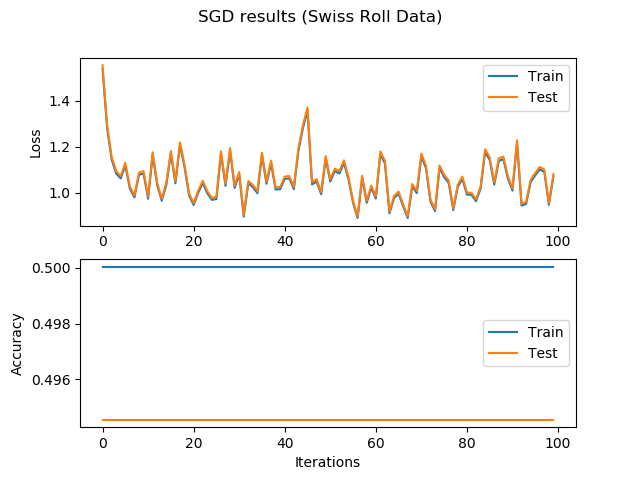 SGD results (Swiss Roll Data)
Loss
1.4
1.2
1.0
Train
Test
0 20 40 60 80 100
Accuracy
0.500
0.498
0.496
Train
Test
0 20 40 60 80 100
Iterations